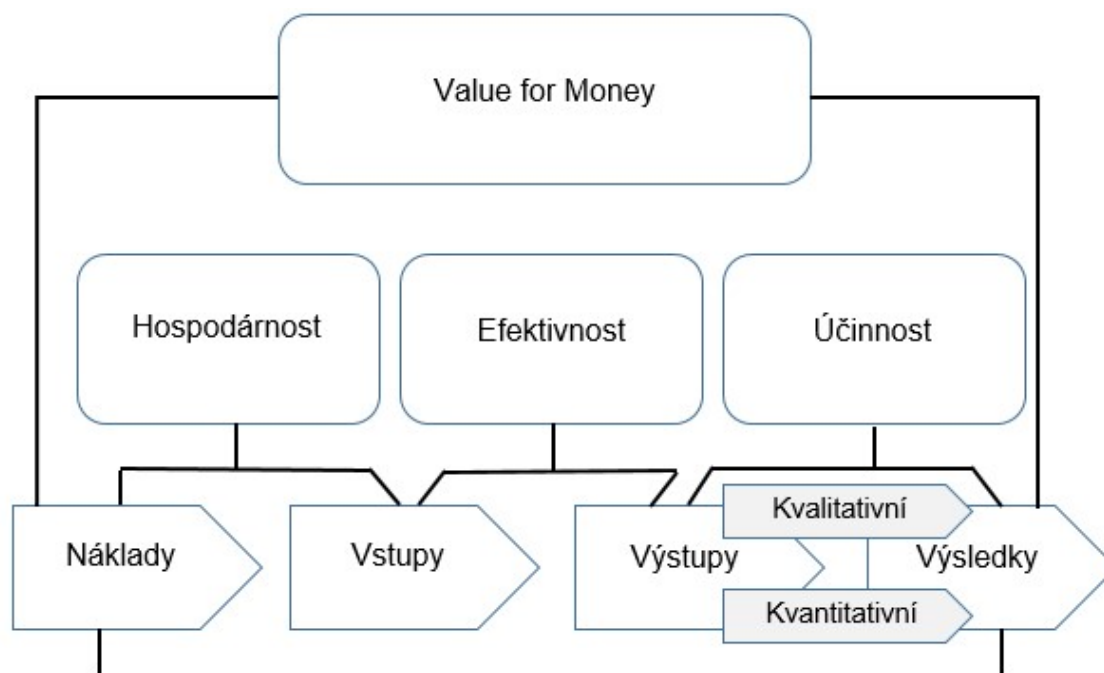 Value for Money
Hospodárnost
Efektivnost
Účinnost
Náklady
Vstupy
Výstupy
Kvalitativní
Kvantitativní
Výsledky